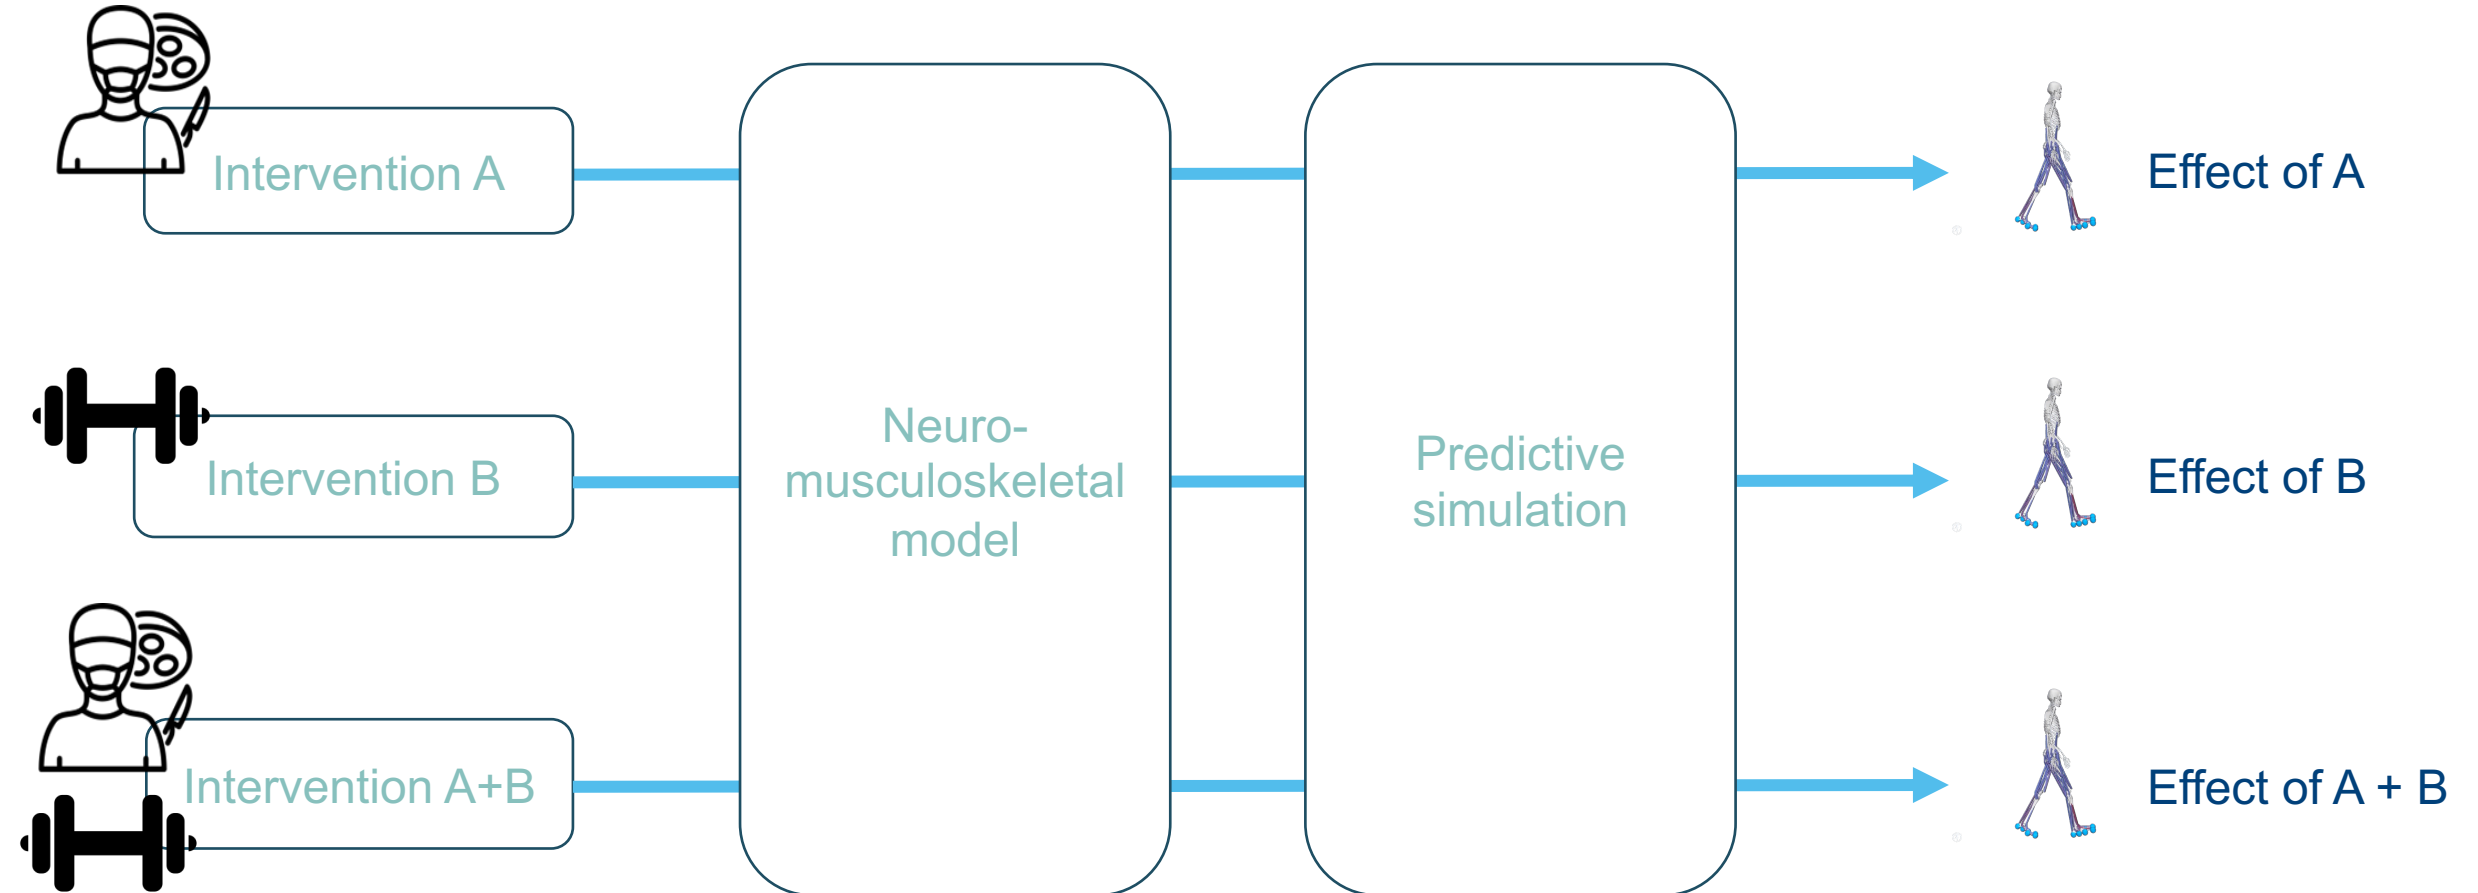 Intervention A
Effect of A
Neuro-
musculoskeletal
model
Predictive
simulation
Intervention B
Effect of B
Intervention A+B
Effect of A + B